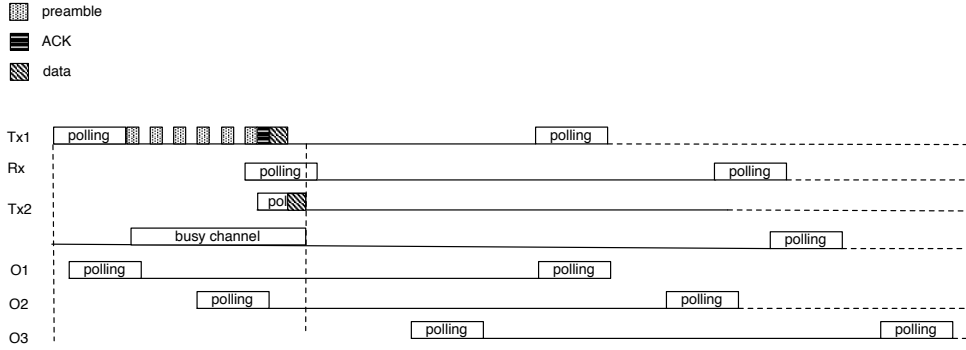 preamble
ACK
data
Tx1 polling polling
Rx polling polling
Tx2 pol
busy channel polling
O1 polling polling
O2 polling polling
O3 polling polling